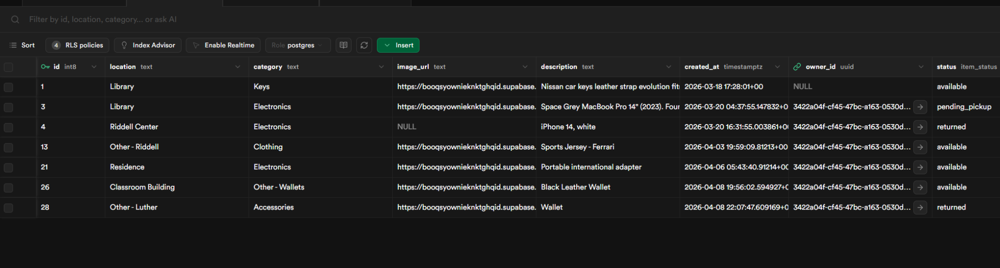 Filter by id, location, category... or ask AI
Sort 4 RLS policies Index Advisor Enable Realtime Role postgres Insert
id int8 location text category text image_url text description text created_at timestamptz owner_id uuid status item_status
1 Library Keys https://booqsyownieknktghqid.supabase. Nissan car keys leather strap evolution fit 2026-03-18 17:28:01+00 NULL available
3 Library Electronics https://booqsyownieknktghqid.supabase. Space Grey MacBook Pro 14" (2023). Four 2026-03-20 04:37:55.147832+0 3422a04f-cf45-47bc-a163-0530d... pending_pickup
4 Riddell Center Electronics NULL iPhone 14, white 2026-03-20 16:31:55.003861+0 3422a04f-cf45-47bc-a163-0530d... returned
13 Other - Riddell Clothing https://booqsyownieknktghqid.supabase. Sports Jersey - Ferrari 2026-04-03 19:59:09.81213+00 3422a04f-cf45-47bc-a163-0530d... available
21 Residence Electronics https://booqsyownieknktghqid.supabase. Portable international adapter 2026-04-06 05:43:40.91214+00 3422a04f-cf45-47bc-a163-0530d... available
26 Classroom Building Other - Wallets https://booqsyownieknktghqid.supabase. Black Leather Wallet 2026-04-08 19:56:02.594927+0 3422a04f-cf45-47bc-a163-0530d... available
28 Other - Luther Accessories https://booqsyownieknktghqid.supabase. Wallet 2026-04-08 22:07:47.609169+0 3422a04f-cf45-47bc-a163-0530d... returned